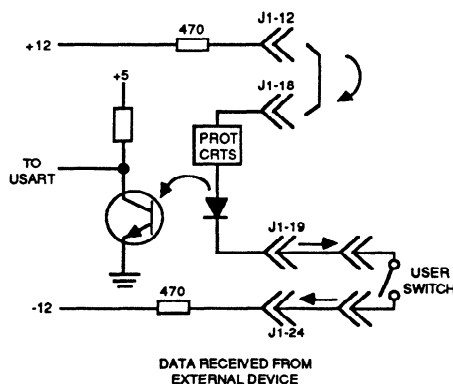 470
J1-12
+12
J1-18
+5
PROT
CRTS
TO
USART
J1-19
USER
SWITCH
470
-12
J1-24
DATA RECEIVED FROM
EXTERNAL DEVICE